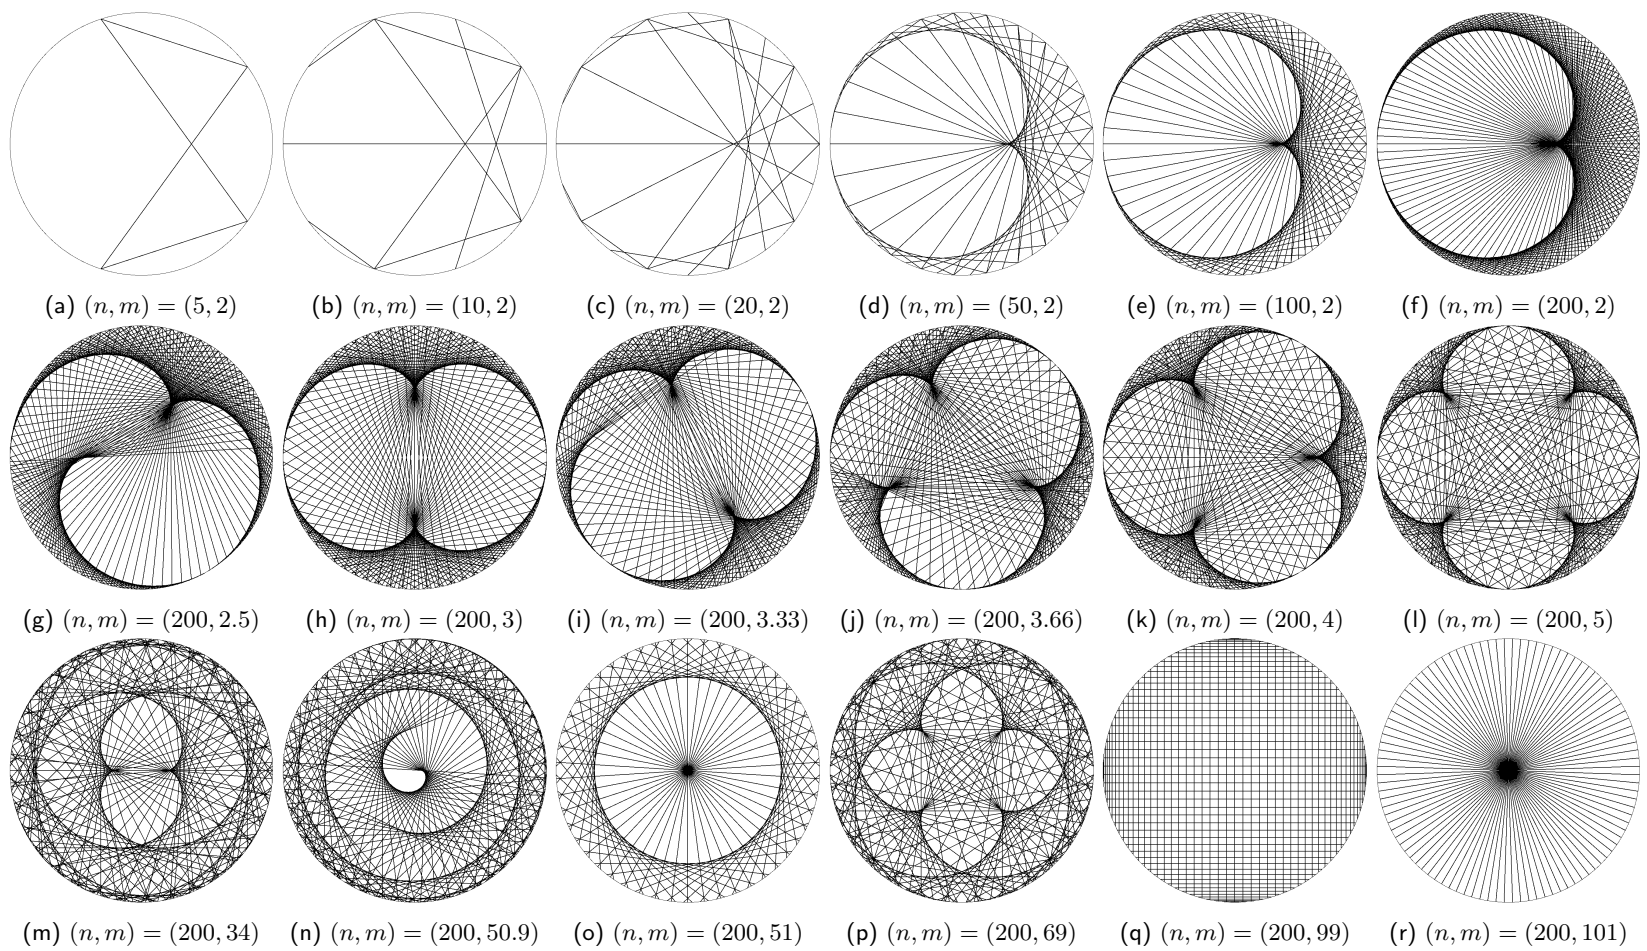 (a) (n, m) = (5, 2) (b) (n, m) = (10, 2) (c) (n, m) = (20, 2) (d) (n, m) = (50, 2) (e) (n, m) = (100, 2) (f) (n, m) = (200, 2)
(g) (n, m) = (200, 2.5) (h) (n, m) = (200, 3) (i) (n, m) = (200, 3.33) (j) (n, m) = (200, 3.66) (k) (n, m) = (200, 4) (l) (n, m) = (200, 5)
(m) (n, m) = (200, 34) (n) (n, m) = (200, 50.9) (o) (n, m) = (200, 51) (p) (n, m) = (200, 69) (q) (n, m) = (200, 99) (r) (n, m) = (200, 101)